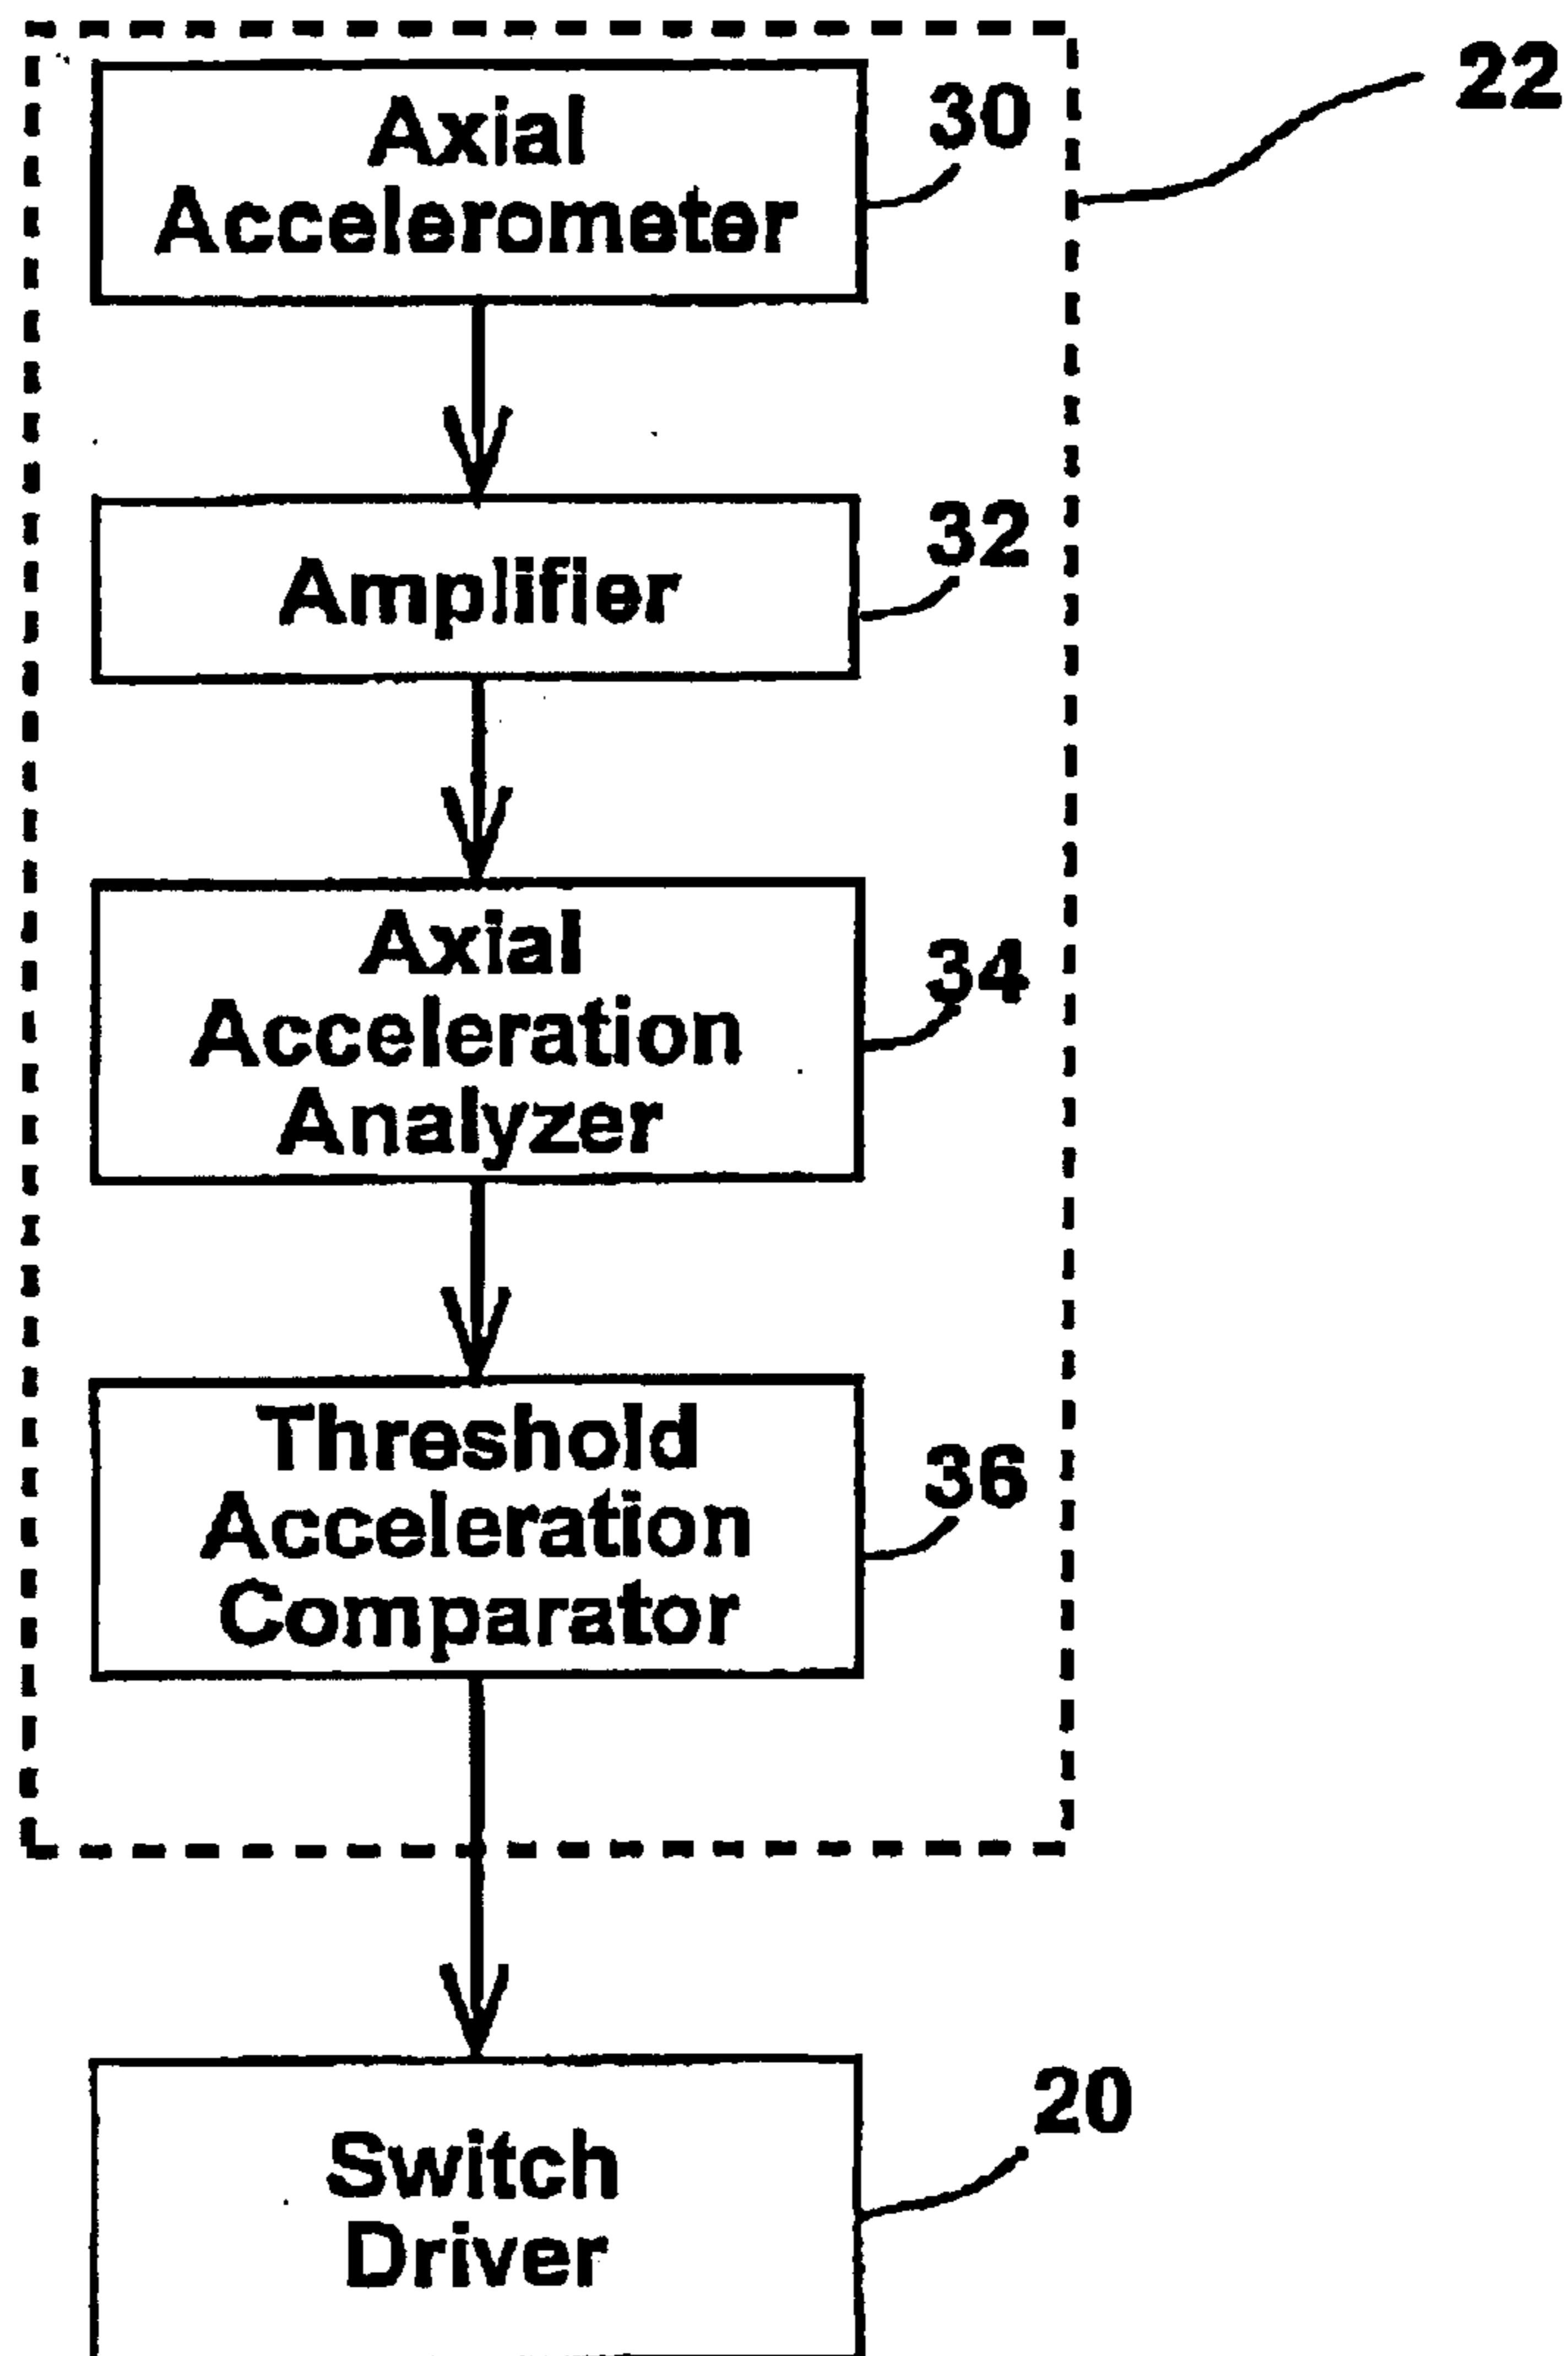 22
Axial
Accelerometer
30
Amplifier
32
Axial
Acceleration
Analyzer
34
Threshold
Acceleration
Comparator
36
Switch
Driver
20